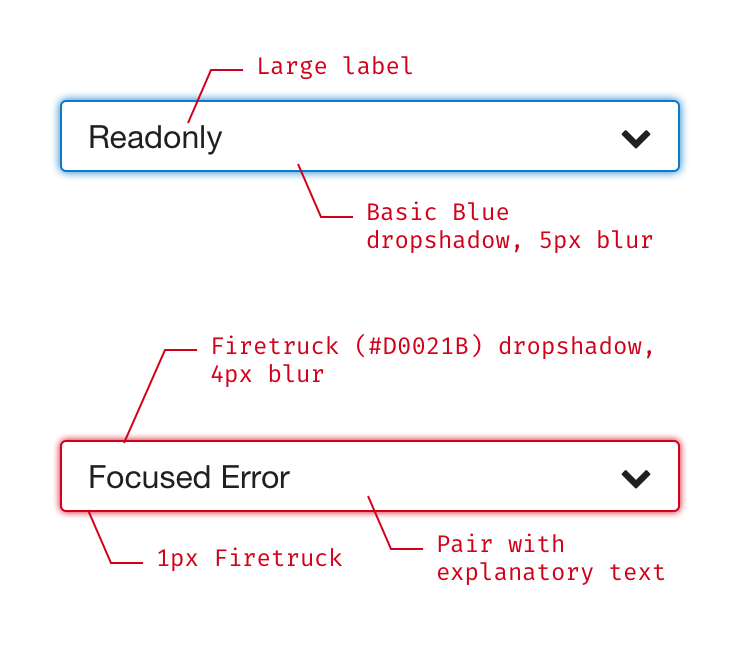 Large label
Readonly
Basic Blue
dropshadow, 5px blur
Firetruck (#D0021B) dropshadow,
4px blur
Focused Error
1px Firetruck
Pair with
explanatory text